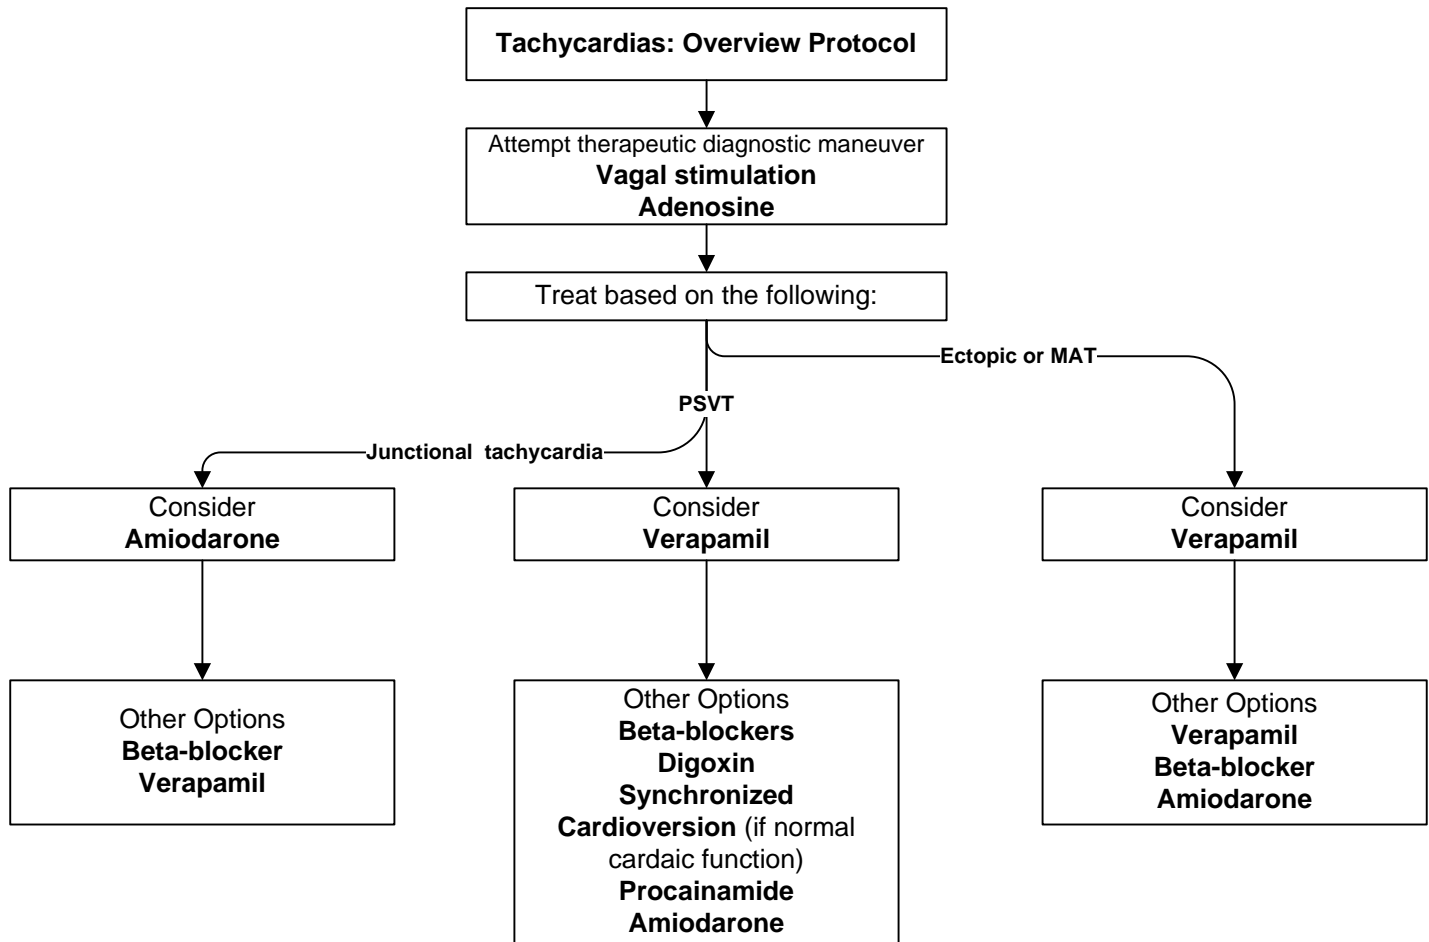 Tachycardias: Overview Protocol
Attempt therapeutic diagnostic maneuver
Vagal stimulation
Adenosine
Treat based on the following:
Ectopic or MAT
PSVT
Junctional tachycardia
Consider
Amiodarone
Consider
Verapamil
Consider
Verapamil
Other Options
Beta-blocker
Verapamil
Other Options
Beta-blockers
Digoxin
Synchronized
Cardioversion (if normal
cardaic function)
Procainamide
Amiodarone
Other Options
Verapamil
Beta-blocker
Amiodarone